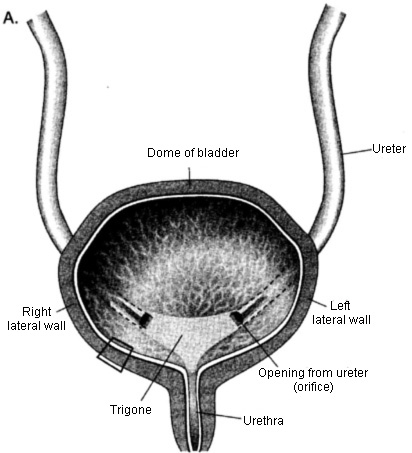 A.
Ureter
Dome of bladder
Right
lateral wall
Left
lateral wall
Opening from ureter
(orifice)
Trigone
Urethra